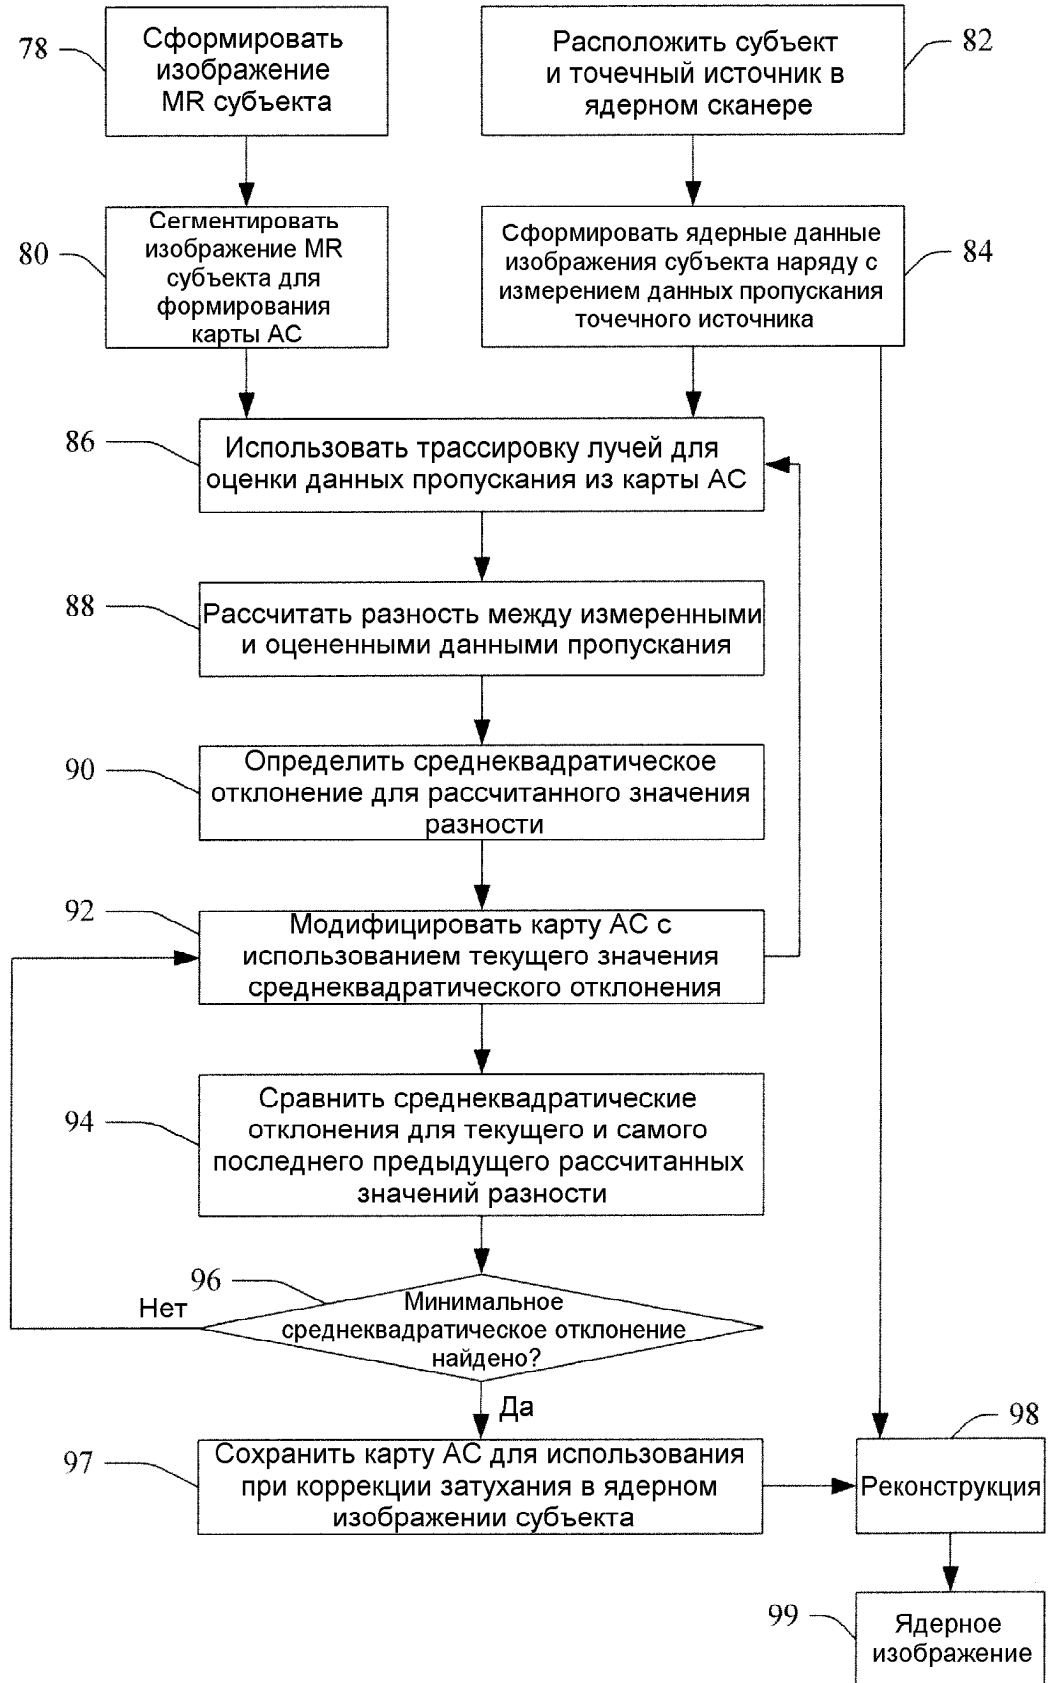 78
Сформировать
изображение
MR субъекта
82
Расположить субъект
и точечный источник в
ядерном сканере
80
Сегментировать
изображение MR
субъекта для
формирования
карты АС
84
Сформировать ядерные данные
изображения субъекта наряду с
измерением данных пропускания
точечного источника
86
Использовать трассировку лучей для
оценки данных пропускания из карты АС
88
Рассчитать разность между измеренными
и оцененными данными пропускания
90
Определить среднеквадратическое
отклонение для рассчитанного значения
разности
92
Модифицировать карту АС с
использованием текущего значения
среднеквадратического отклонения
94
Сравнить среднеквадратические
отклонения для текущего и самого
последнего предыдущего рассчитанных
значений разности
96
Минимальное
среднеквадратическое отклонение
найдено?
Нет
Да
97
Сохранить карту АС для использования
при коррекции затухания в ядерном
изображении субъекта
98
Реконструкция
99
Ядерное
изображение